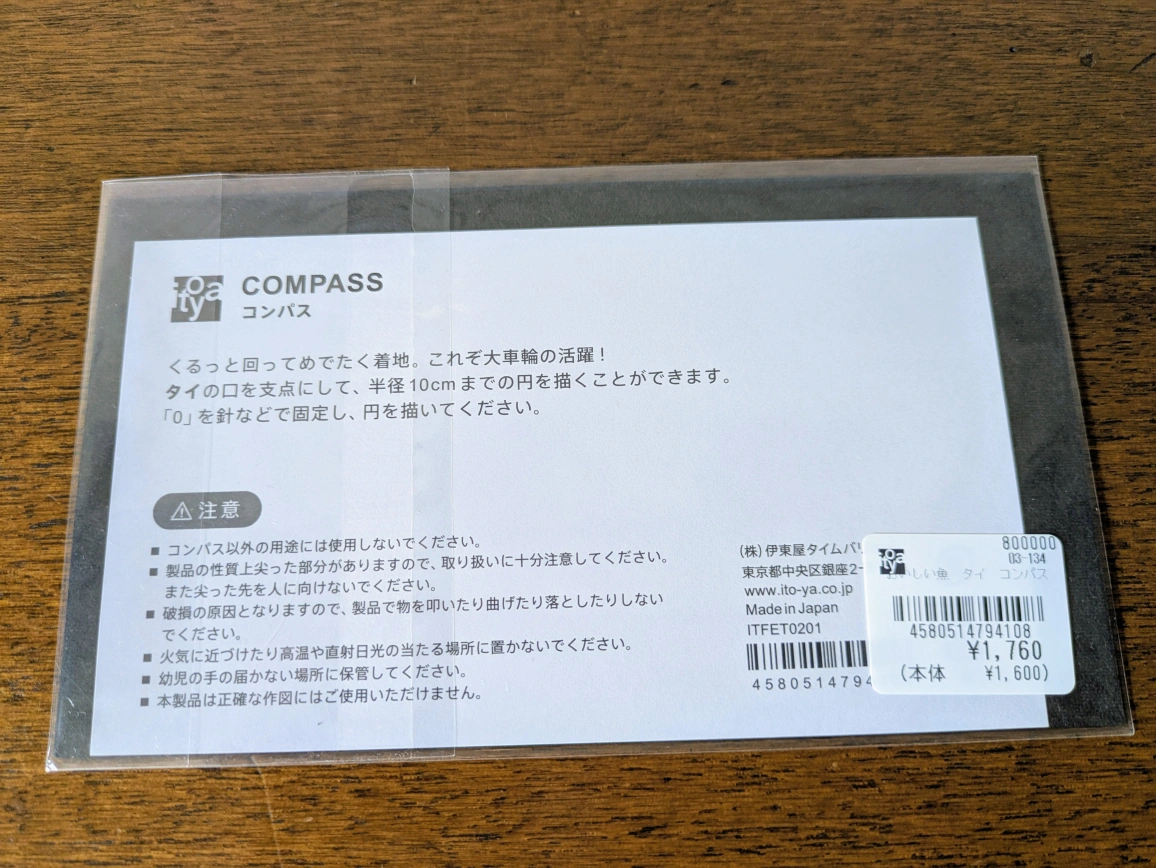 itoya
COMPASS
コンパス
くるっと回ってめでたく着地。これぞ大車輪の活躍!
タイの口を支点にして、半径10cmまでの円を描くことができます。
「0」を針などで固定し、円を描いてください。
注意
■ コンパス以外の用途には使用しないでください。
■ 製品の性質上尖った部分がありますので、取り扱いに十分注意してください。
また尖った先を人に向けないでください。
■ 破損の原因となりますので、製品で物を叩いたり曲げたり落としたりしない
でください。
■ 火気に近づけたり高温や直射日光の当たる場所に置かないでください。
■ 幼児の手の届かない場所に保管してください。
■ 本製品は正確な作図にはご使用いただけません。
(株)伊東屋タイムバリ
東京都中央区銀座2-
www.ito-ya.co.jp
Made in Japan
ITFET0201
4580514794
itoya
800000
03-134
おいしい魚 タイ コンパス
4580514794108
¥1,760
(本体 ¥1,600)